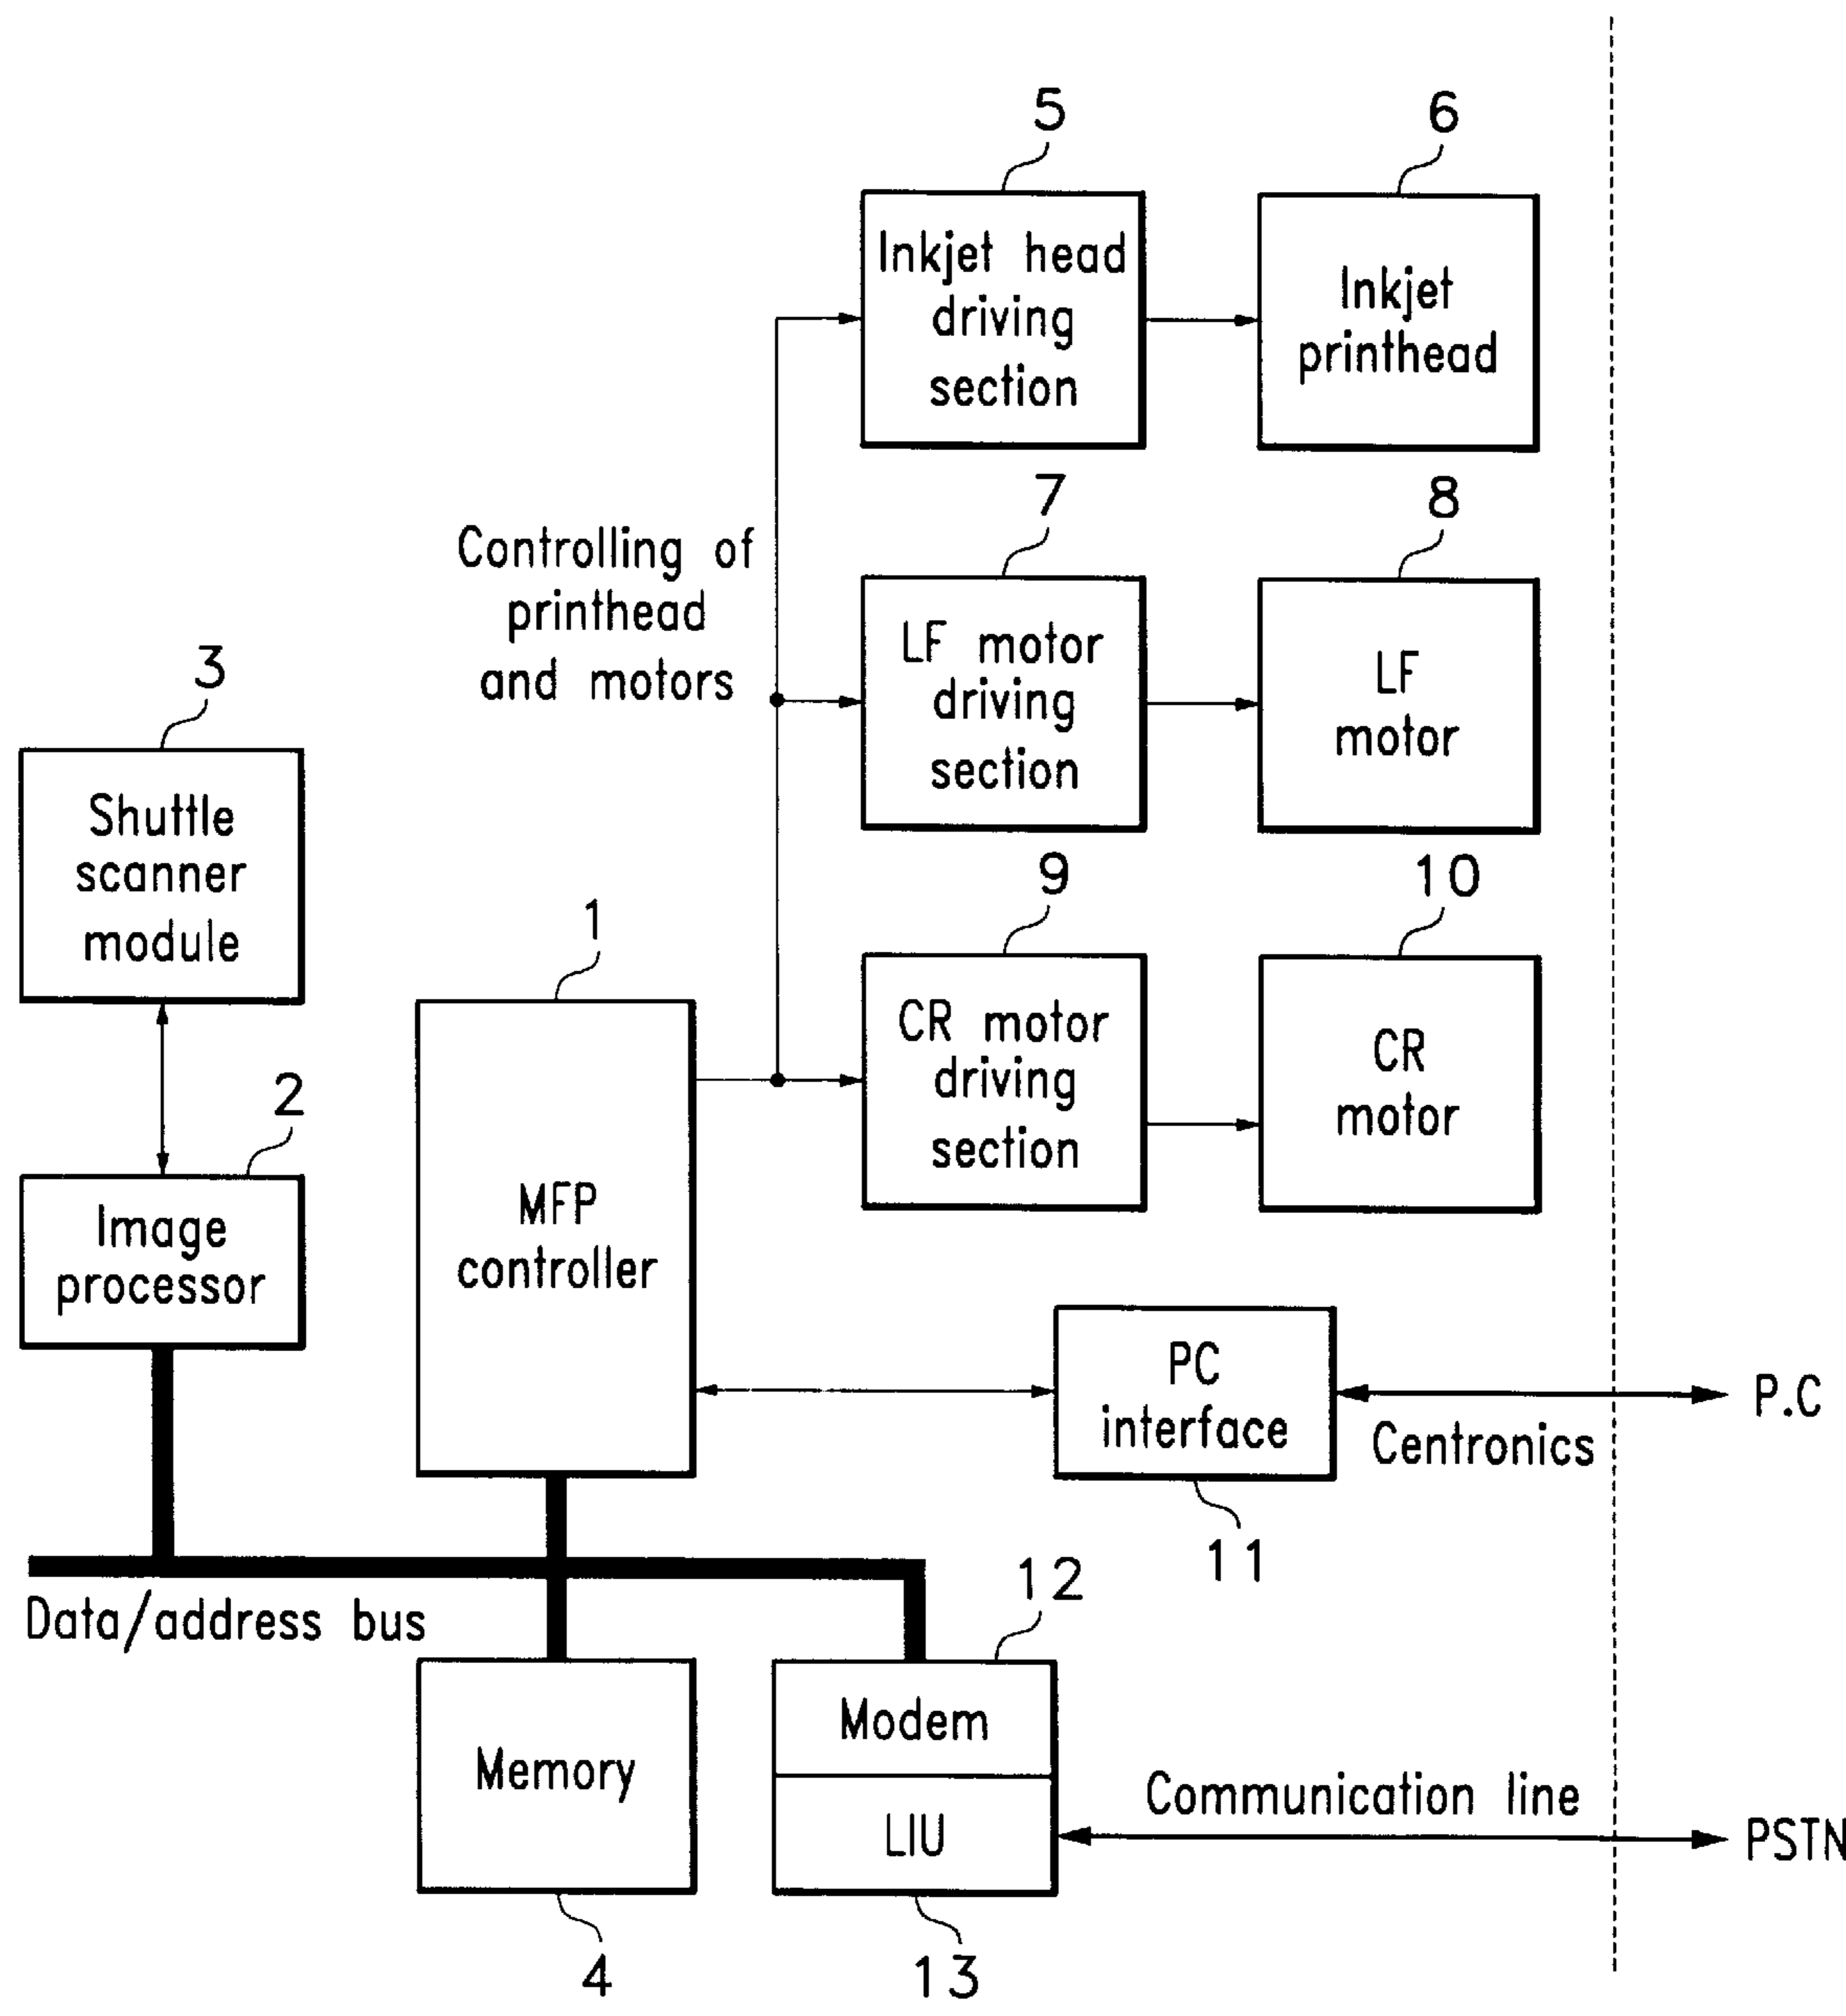 5
6
Inkjet head
driving
section
Inkjet
printhead
7
8
Controlling of
printhead
and motors
LF motor
driving
section
LF
motor
3
Shuttle
scanner
module
9
10
1
CR motor
driving
section
CR
motor
2
Image
processor
MFP
controller
PC
interface
P.C
Centronics
11
Data/address bus
12
Memory
Modem
LIU
Communication line
PSTN
4
13